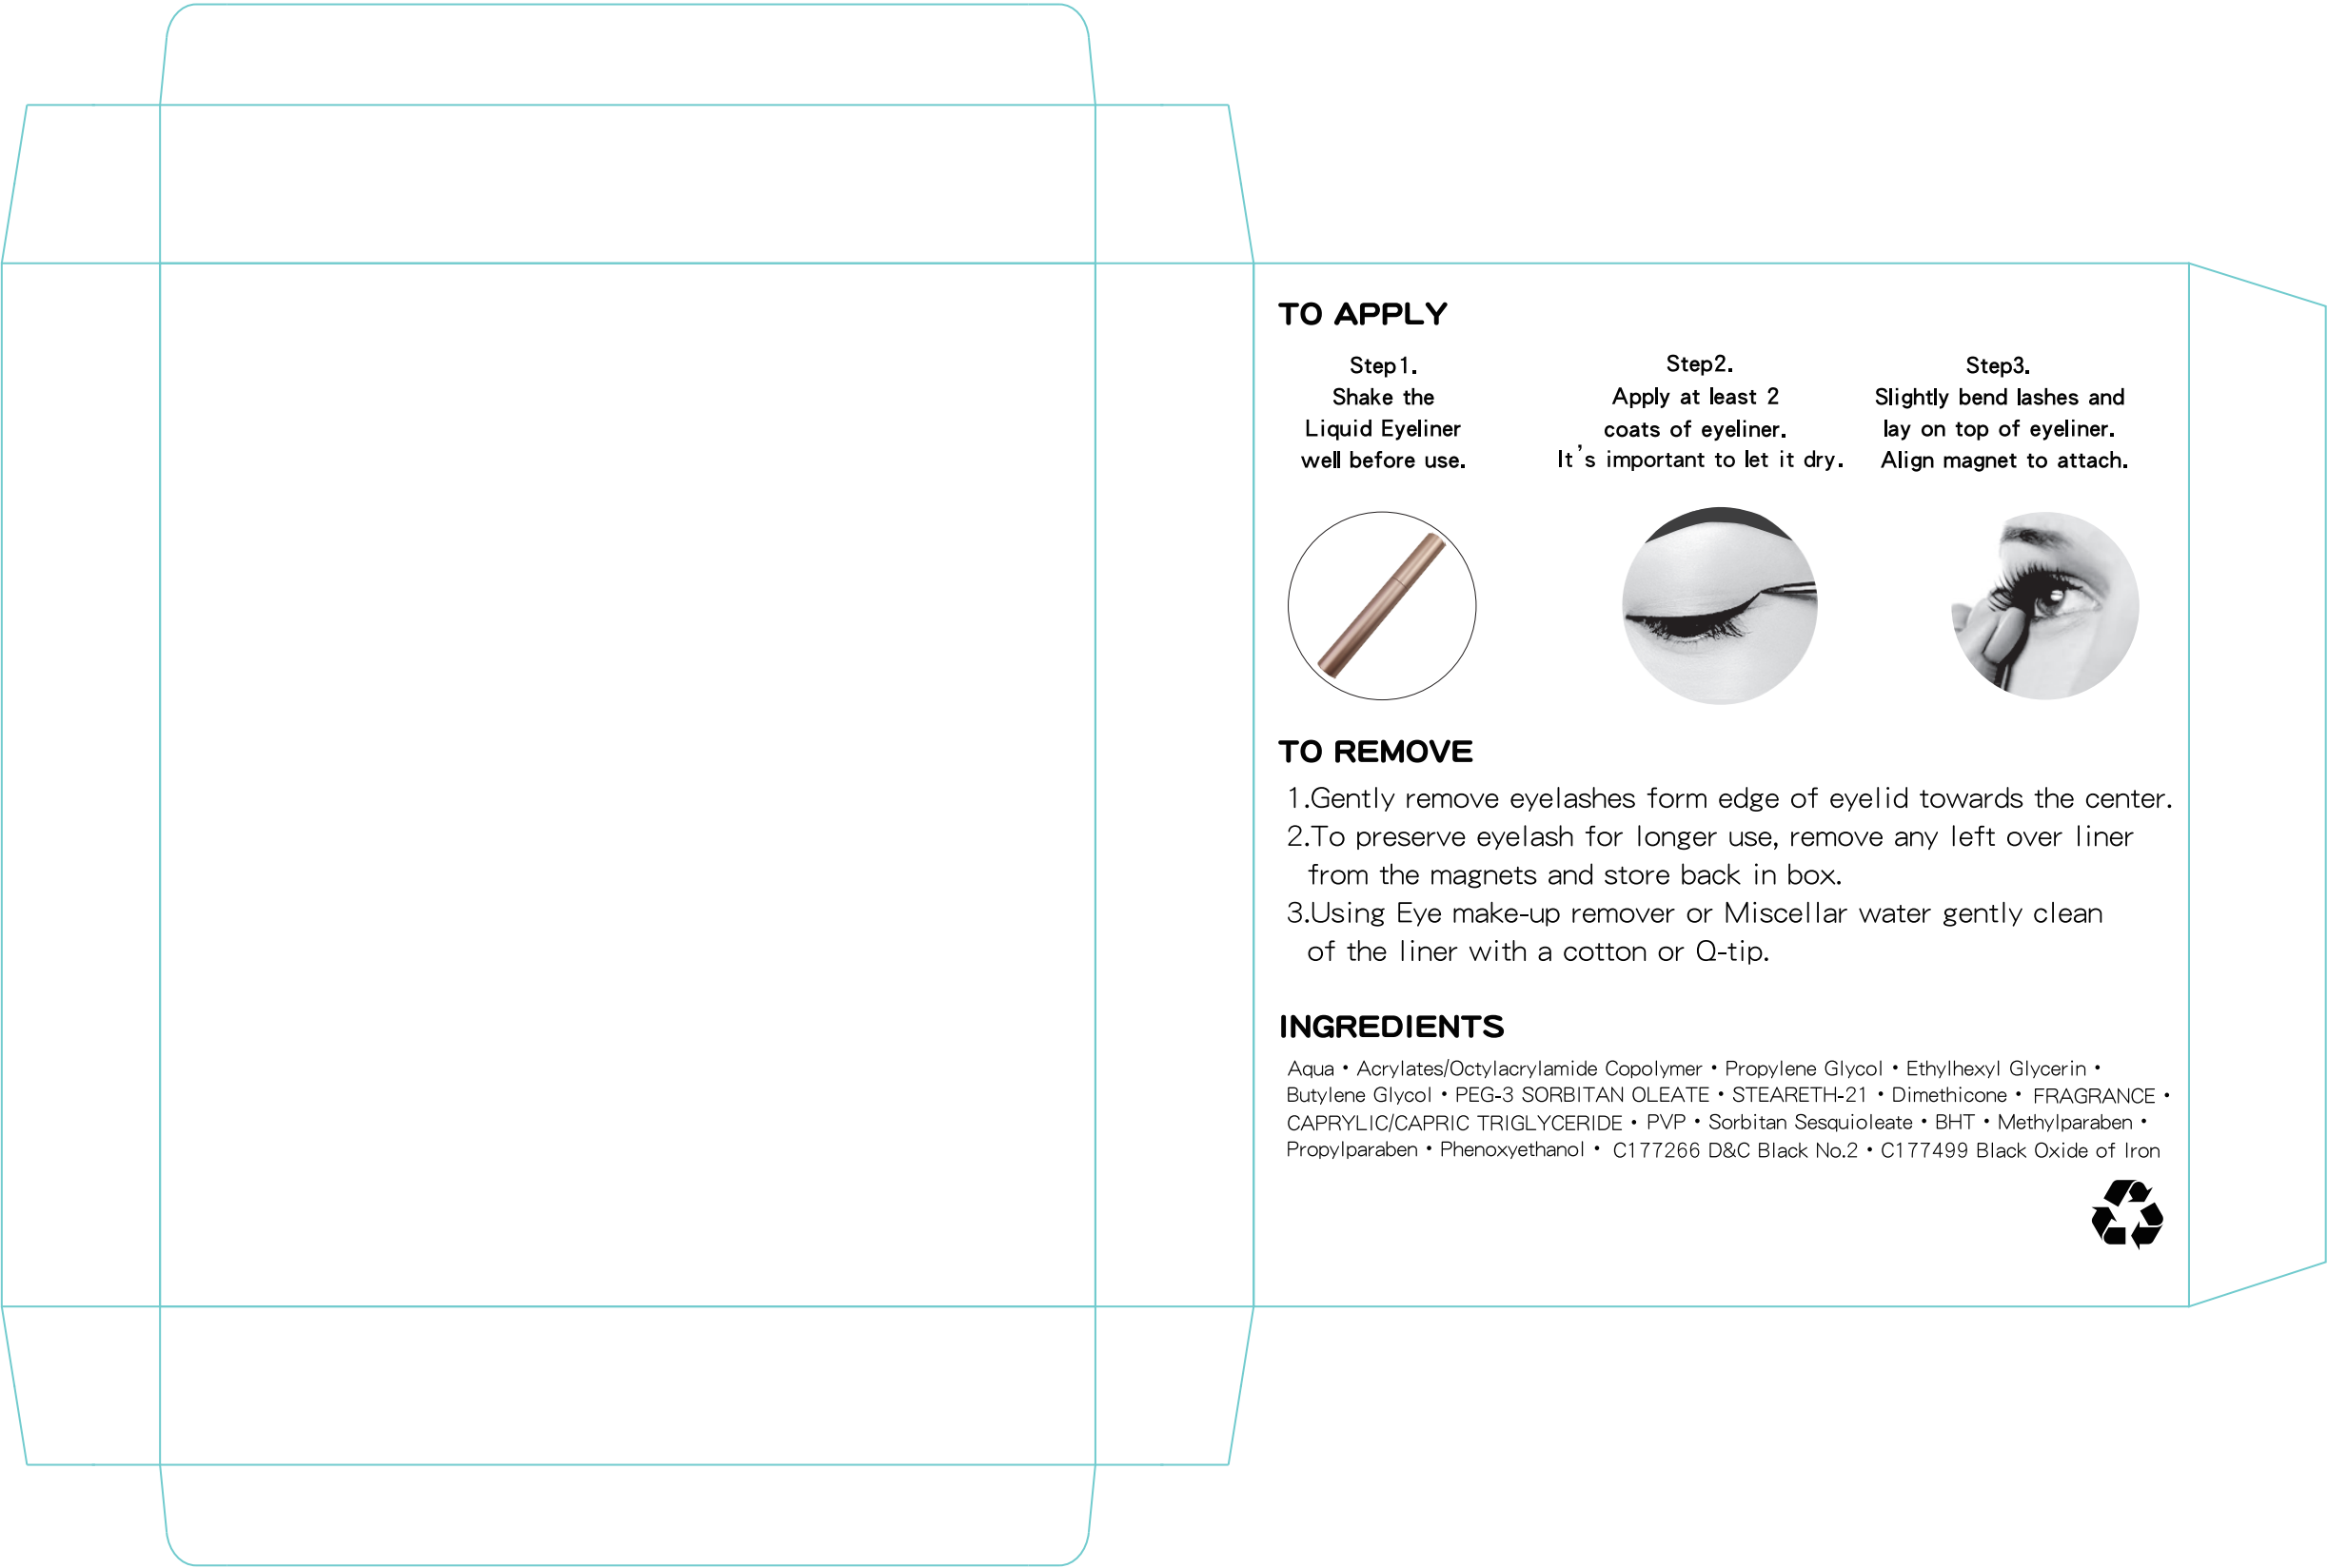 TO APPLY
Step1.
Shake the
Liquid Eyeliner
well before use.
Step2.
Apply at least 2
coats of eyeliner.
It's important to let it dry.
Step3.
Slightly bend lashes and
lay on top of eyeliner.
Align magnet to attach.
TO REMOVE
1.Gently remove eyelashes form edge of eyelid towards the center.
2.To preserve eyelash for longer use, remove any left over liner
from the magnets and store back in box.
3.Using Eye make-up remover or Miscellar water gently clean
of the liner with a cotton or Q-tip.
INGREDIENTS
Aqua • Acrylates/Octylacrylamide Copolymer • Propylene Glycol • Ethylhexyl Glycerin •
Butylene Glycol • PEG-3 SORBITAN OLEATE • STEARETH-21 • Dimethicone • FRAGRANCE •
CAPRYLIC/CAPRIC TRIGLYCERIDE • PVP • Sorbitan Sesquioleate • BHT • Methylparaben •
Propylparaben • Phenoxyethanol • C177266 D&C Black No.2 • C177499 Black Oxide of Iron